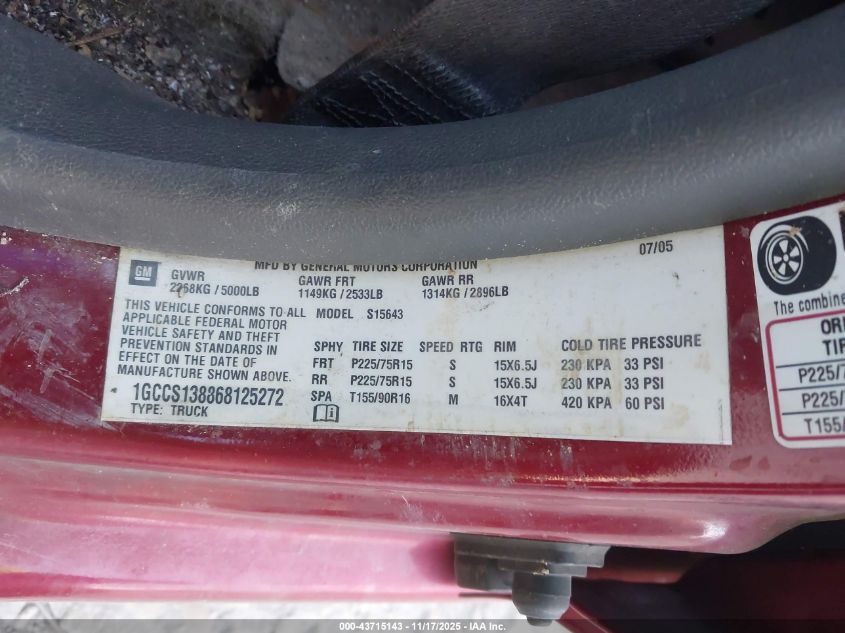 07/05
MFD BY GENERAL MOTORS CORPORATION
GM
GVWR GAWR FRT GAWR RR
2268KG / 5000LB 1149KG / 2533LB 1314KG / 2896LB
THIS VEHICLE CONFORMS TO ALL MODEL S15643
APPLICABLE FEDERAL MOTOR
VEHICLE SAFETY AND THEFT
PREVENTION STANDARDS IN
EFFECT ON THE DATE OF
MANUFACTURE SHOWN ABOVE.
1GCCS138868125272
TYPE: TRUCK
SPHY TIRE SIZE SPEED RTG RIM COLD TIRE PRESSURE
FRT P225/75R15 S 15X6.5J 230 KPA 33 PSI
RR P225/75R15 S 15X6.5J 230 KPA 33 PSI
SPA T155/90R16 M 16X4T 420 KPA 60 PSI
The combine
P225/7
P225/
T155/
000-43715143 - 11/17/2025 - IAA Inc.